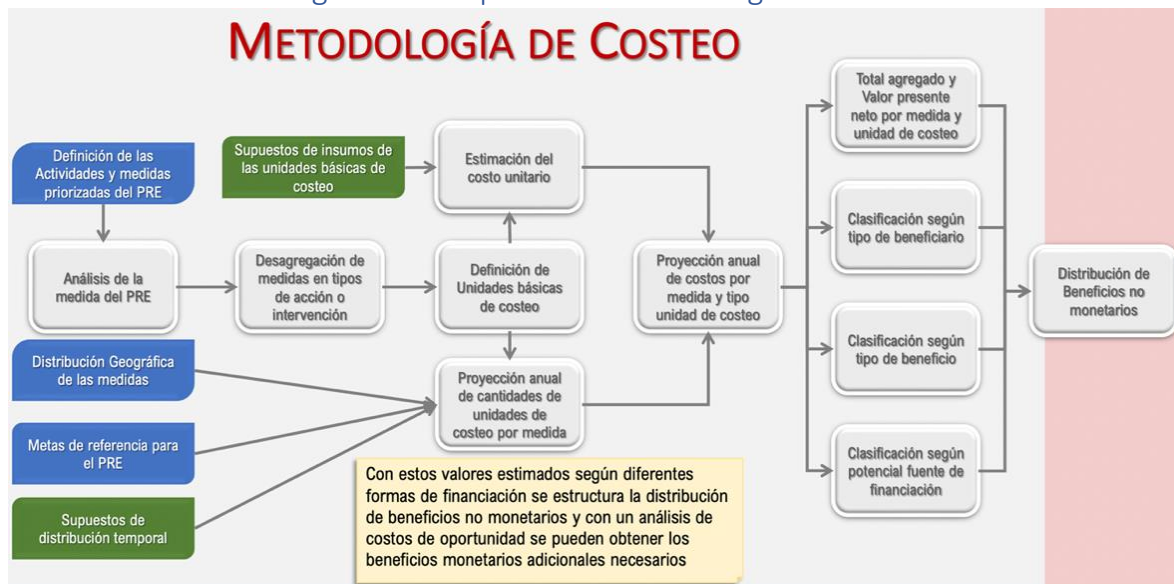 METODOLOGÍA DE COSTEO
Definición de las
Actividades y medidas
priorizadas del PRE
Supuestos de insumos de
las unidades básicas de
costeo
Estimación del
costo unitario
Total agregado y
Valor presente
neto por medida y
unidad de costeo
Análisis de la
medida del PRE
Desagregación de
medidas en tipos
de acción o
intervención
Definición de
Unidades básicas
de costeo
Proyección anual
de costos por
medida y tipo
unidad de costeo
Clasificación según
tipo de beneficiario
Distribución de
Beneficios no
monetarios
Distribución Geográfica
de las medidas
Proyección anual
de cantidades de
unidades de
costeo por medida
Clasificación según
tipo de beneficio
Metas de referencia para
el PRE
Clasificación según
potencial fuente de
financiación
Supuestos de
distribución temporal
Con estos valores estimados según diferentes
formas de financiación se estructura la distribución
de beneficios no monetarios y con un análisis de
costos de oportunidad se pueden obtener los
beneficios monetarios adicionales necesarios